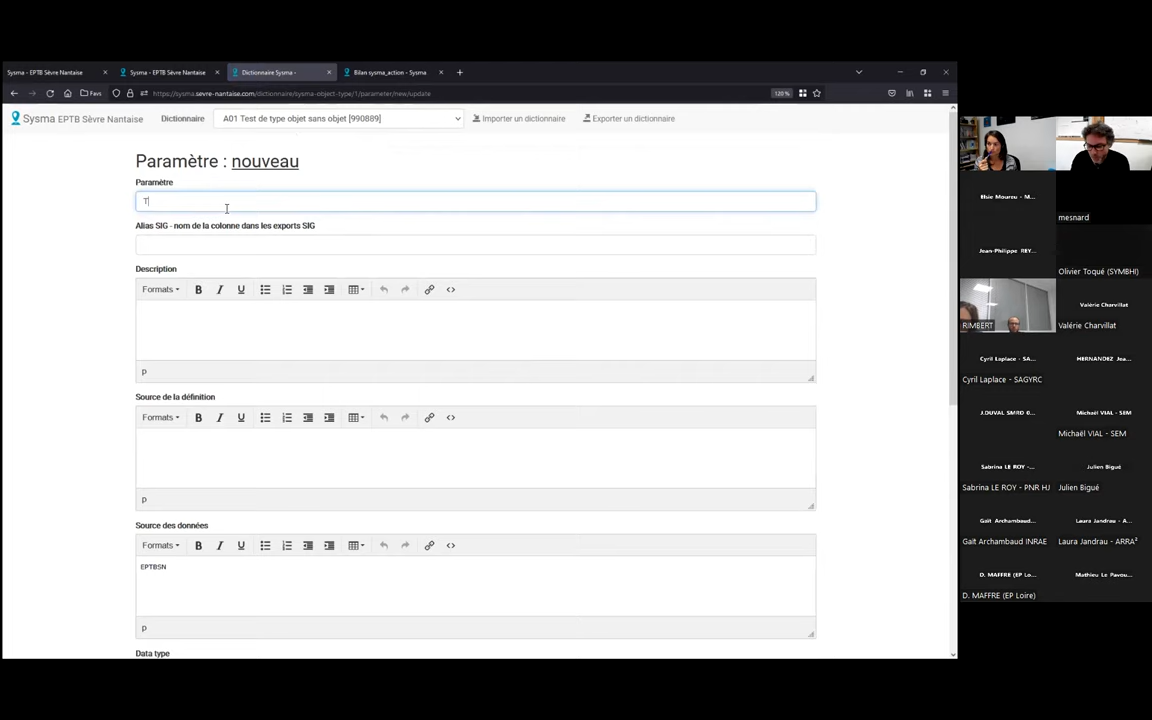 Sysma - EPTB Sèvre Nantaise
Sysma - EPTB Sèvre Nantaise
Dictionnaire Sysma -
Bilan sysma_action - Sysma
Favs
https://sysma.sevre-nantaise.com/dictionnaire/sysma-object-type/1/parameter/new/update
120 %
Sysma EPTB Sèvre Nantaise
Dictionnaire
A01 Test de type objet sans objet [990889]
Importer un dictionnaire
Exporter un dictionnaire
Paramètre : nouveau
Paramètre
T
Alias SIG - nom de la colonne dans les exports SIG
Description
Formats
B I U
p
Source de la définition
Formats
B I U
p
Source des données
Formats
B I U
EPTBSN
p
Data type
mesnard
Elsie Mourou - M...
Jean-Philippe REY...
Olivier Toqué (SYMBHI)
RIMBERT
Valérie Charvillat
Valérie Charvillat
Cyril Laplace - SA...
Cyril Laplace - SAGYRC
HERNANDEZ Jea...
J.DUVAL SMRD 0...
Michaël VIAL - SEM
Michaël VIAL - SEM
Sabrina LE ROY -...
Sabrina LE ROY - PNR HJ
Julien Bigué
Julien Bigué
Gait Archambaud...
Gait Archambaud INRAE
Laura Jandrau - A...
Laura Jandrau - ARRA²
D. MAFFRE (EP Lo...
D. MAFFRE (EP Loire)
Mathieu Le Pavou...